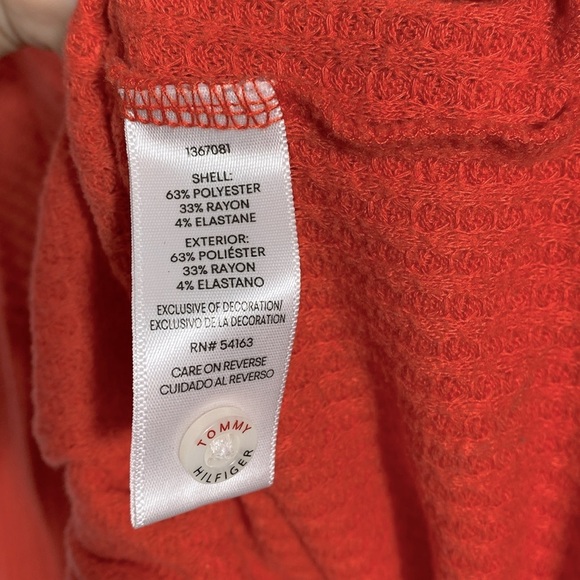 1367081
SHELL:
63% POLYESTER
33% RAYON
4% ELASTANE
EXTERIOR:
63% POLIÉSTER
33% RAYON
4% ELASTANO
EXCLUSIVE OF DECORATION/
EXCLUSIVO DE LA DECORATION
RN# 54163
CARE ON REVERSE
CUIDADO AL REVERSO
TOMMY
HILFIGER